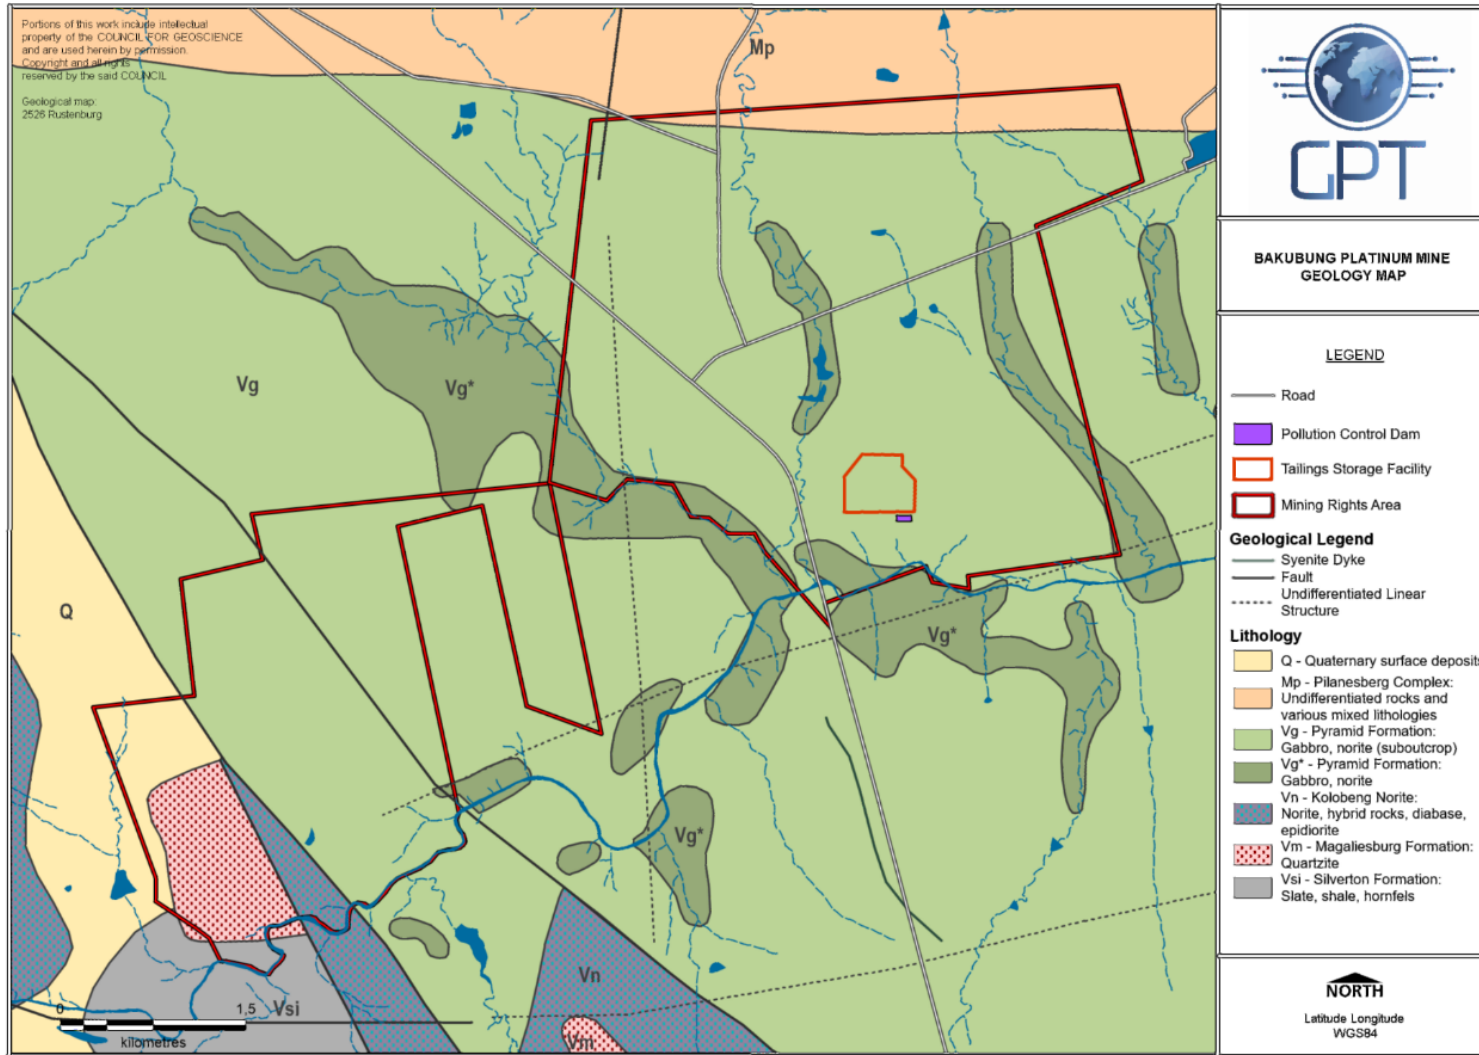 Portions of this work include intellectual
property of the COUNCIL FOR GEOSCIENCE
and are used herein by permission.
Copyright and all rights
reserved by the said COUNCIL
Geological map:
2526 Rustenburg
Mp
Vg
Vg*
Q
Vg*
Vg*
Vn
Vsi
Vm
0
1,5
kilometres
GPT
BAKUBUNG PLATINUM MINE
GEOLOGY MAP
LEGEND
Road
Pollution Control Dam
Tailings Storage Facility
Mining Rights Area
Geological Legend
Syenite Dyke
Fault
Undifferentiated Linear
Structure
Lithology
Q - Quaternary surface deposits
Mp - Pilanesberg Complex:
Undifferentiated rocks and
various mixed lithologies
Vg - Pyramid Formation:
Gabbro, norite (suboutcrop)
Vg* - Pyramid Formation:
Gabbro, norite
Vn - Kolobeng Norite:
Norite, hybrid rocks, diabase,
epidiorite
Vm - Magaliesburg Formation:
Quartzite
Vsi - Silverton Formation:
Slate, shale, hornfels
NORTH
Latitude Longitude
WGS84